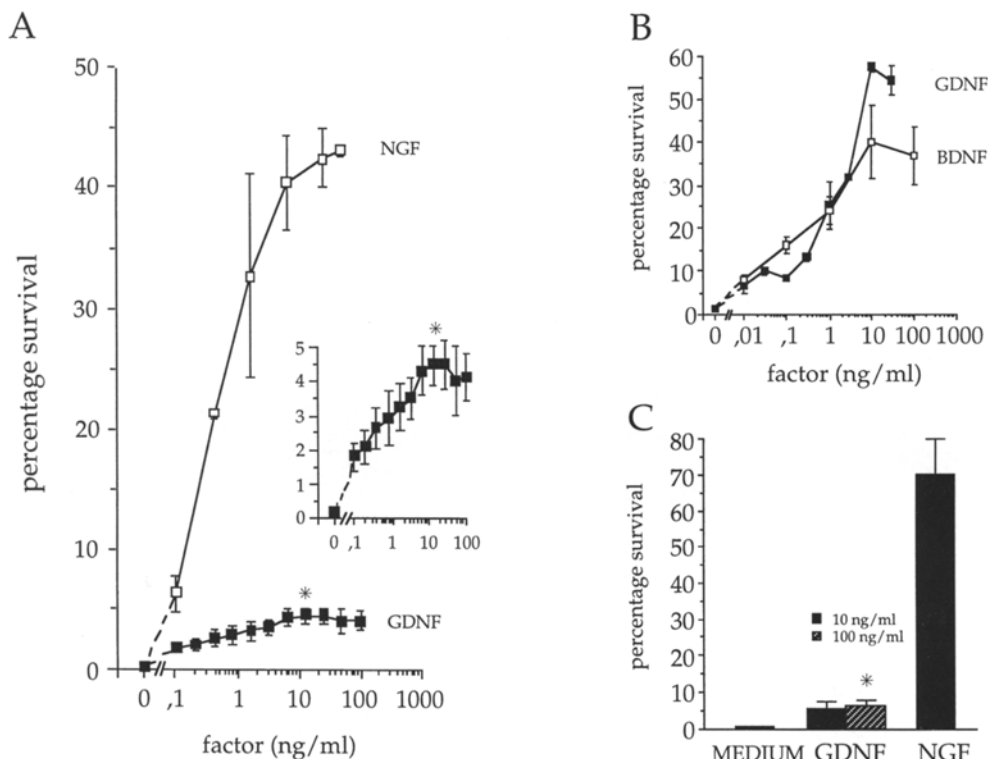 A
percentage survival
50
40
30
20
10
0
NGF
*
5
4
3
2
1
0
0 ,1 1 10 100
*
GDNF
0 ,1 1 10 100 1000
factor (ng/ml)
B
percentage survival
60
50
40
30
20
10
0
GDNF
BDNF
0 ,01 ,1 1 10 100 1000
factor (ng/ml)
C
percentage survival
80
70
60
50
40
30
20
10
0
10 ng/ml
100 ng/ml
*
MEDIUM GDNF NGF